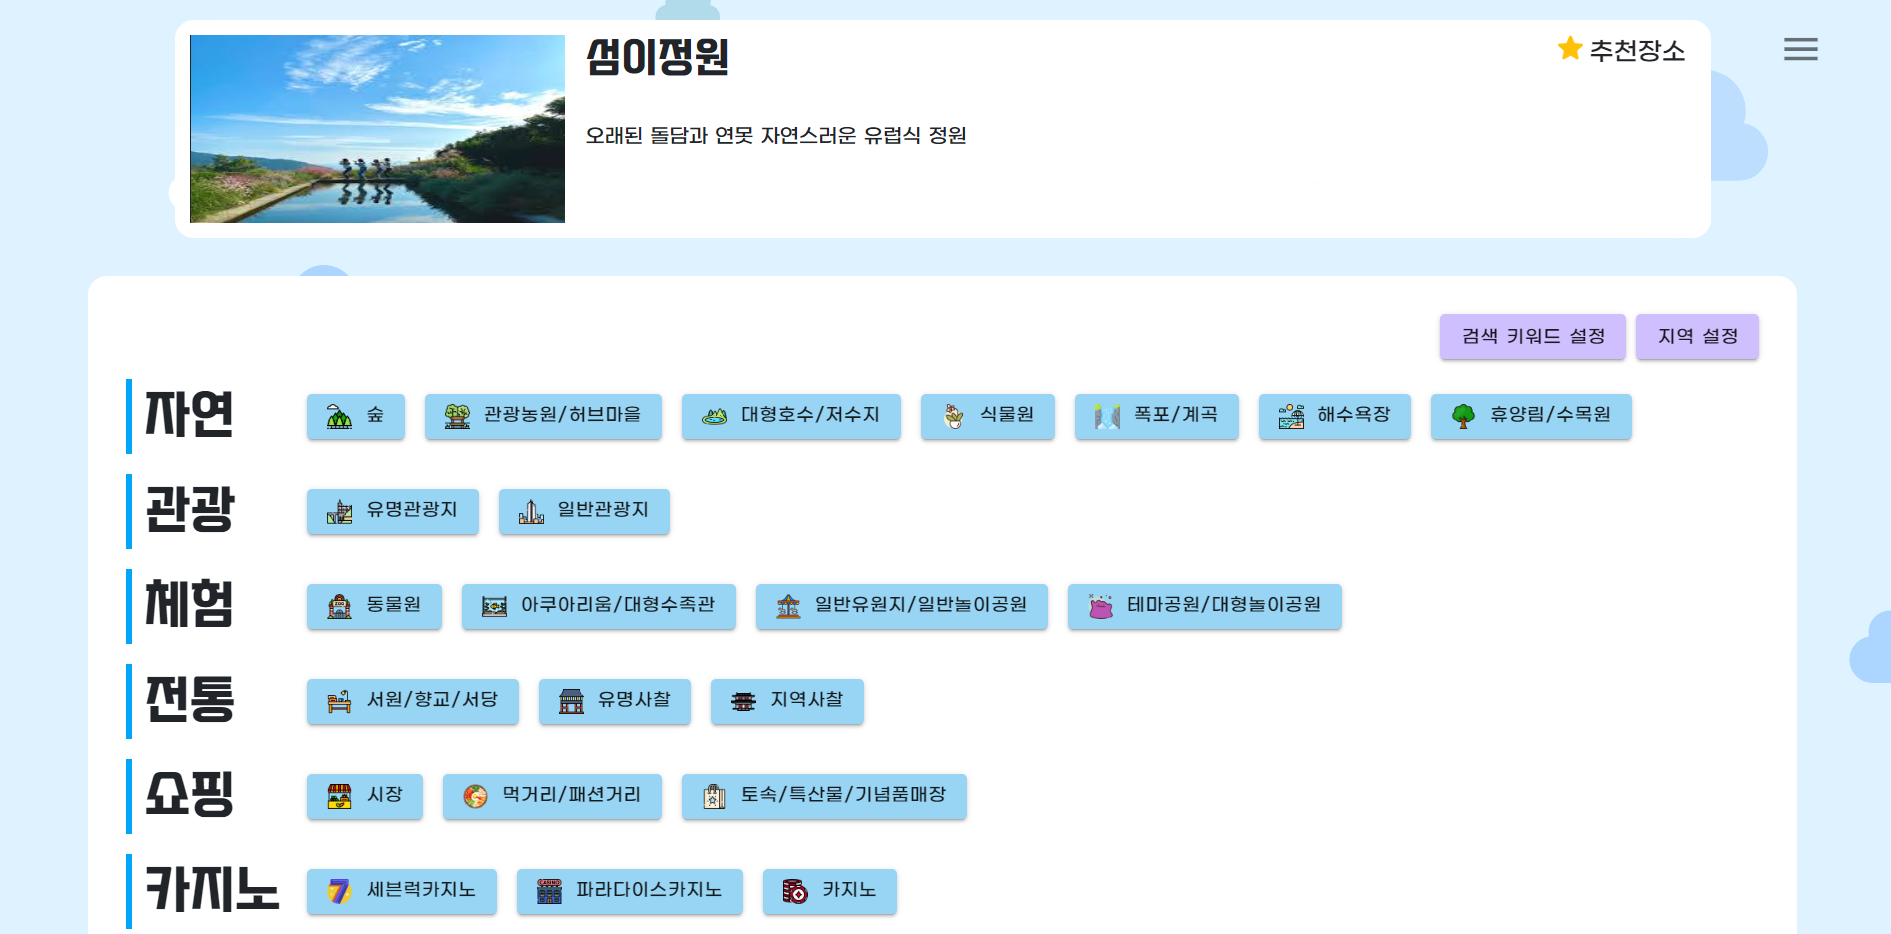 섬이정원
추천장소
오래된 돌담과 연못 자연스러운 유럽식 정원
검색 키워드 설정 지역 설정
자연 숲 관광농원/허브마을 대형호수/저수지 식물원 폭포/계곡 해수욕장 휴양림/수목원
관광 유명관광지 일반관광지
체험 동물원 아쿠아리움/대형수족관 일반유원지/일반놀이공원 테마공원/대형놀이공원
전통 서원/향교/서당 유명사찰 지역사찰
쇼핑 시장 먹거리/패션거리 토속/특산물/기념품매장
카지노 세븐럭카지노 파라다이스카지노 카지노